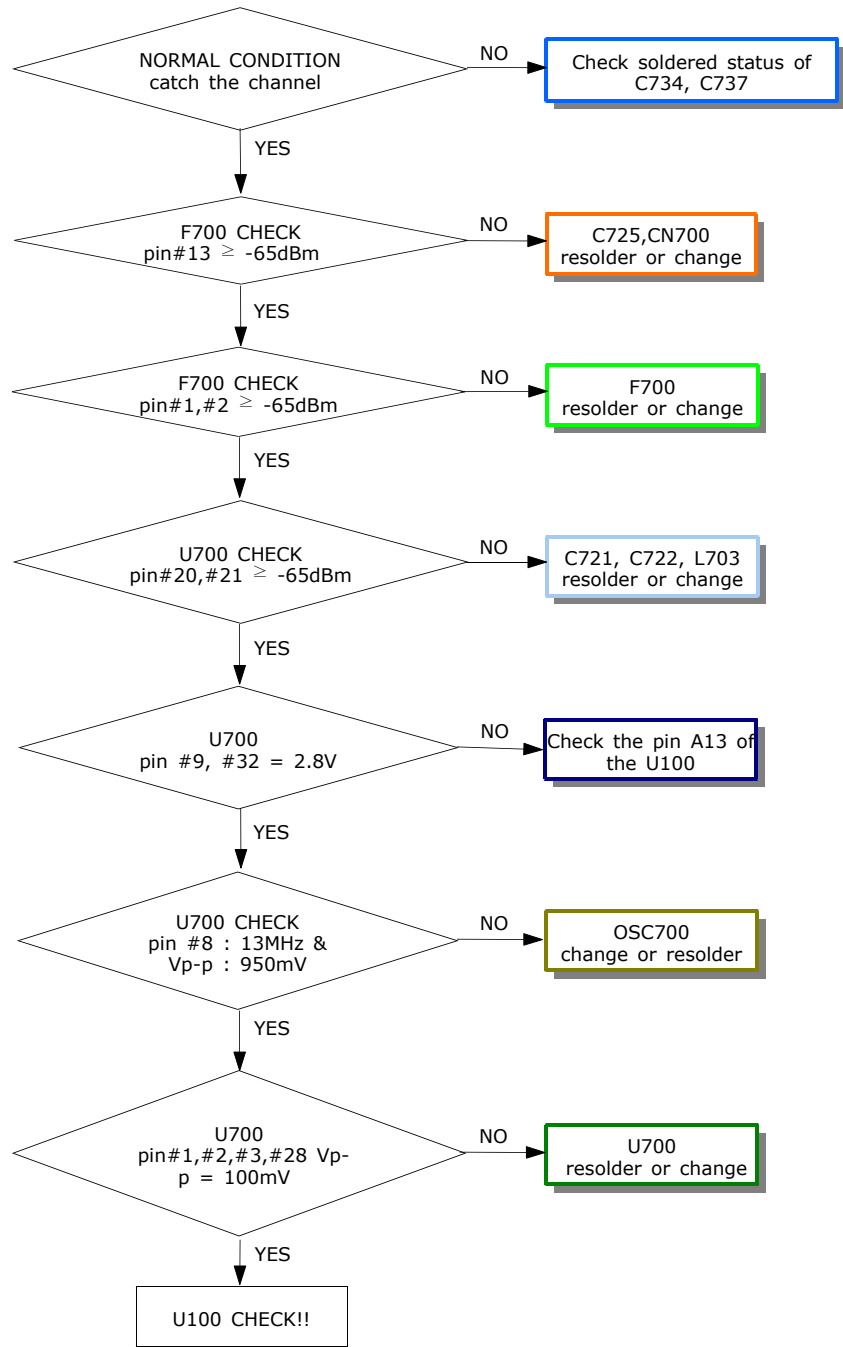 NORMAL CONDITION
catch the channel
NO
Check soldered status of
C734, C737
YES
F700 CHECK
pin#13 ≥ -65dBm
NO
C725,CN700
resolder or change
YES
F700 CHECK
pin#1,#2 ≥ -65dBm
NO
F700
resolder or change
YES
U700 CHECK
pin#20,#21 ≥ -65dBm
NO
C721, C722, L703
resolder or change
YES
U700
pin #9, #32 = 2.8V
NO
Check the pin A13 of
the U100
YES
U700 CHECK
pin #8 : 13MHz &
Vp-p : 950mV
NO
OSC700
change or resolder
YES
U700
pin#1,#2,#3,#28 Vp-
p = 100mV
NO
U700
resolder or change
YES
U100 CHECK!!